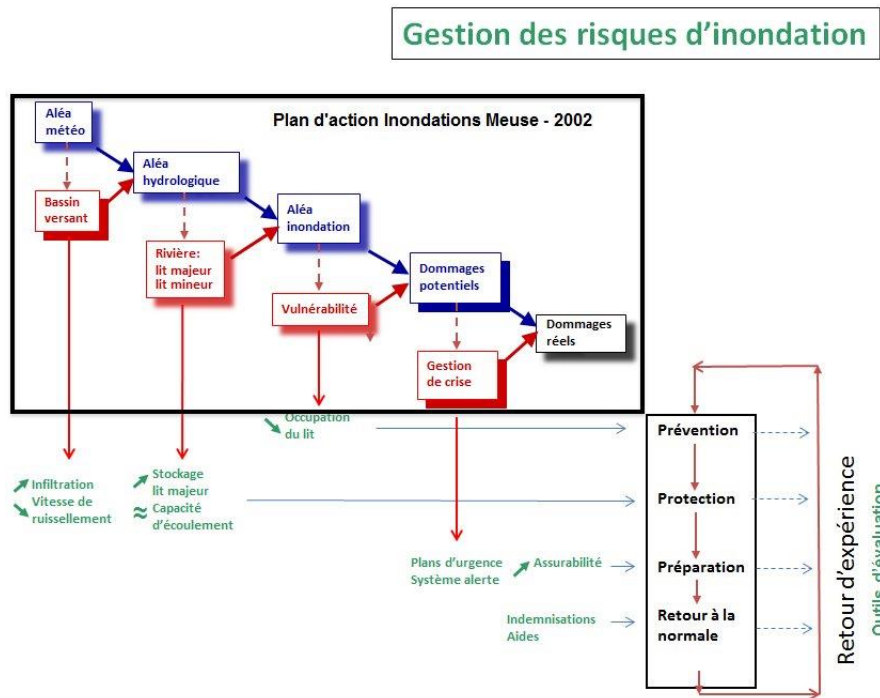 Gestion des risques d’inondation
Plan d'action Inondations Meuse - 2002
Aléa
météo
Aléa
hydrologique
Bassin
versant
Aléa
inondation
Rivière:
lit majeur
lit mineur
Dommages
potentiels
Vulnérabilité
Dommages
réels
Gestion
de crise
Occupation
du lit
Prévention
Infiltration
Vitesse de
ruissellement
Stockage
lit majeur
≈ Capacité
d’écoulement
Protection
Plans d’urgence
Système alerte
Assurabilité
Préparation
Indemnisations
Aides
Retour à la
normale
Retour d’expérience
Outils d’évaluation